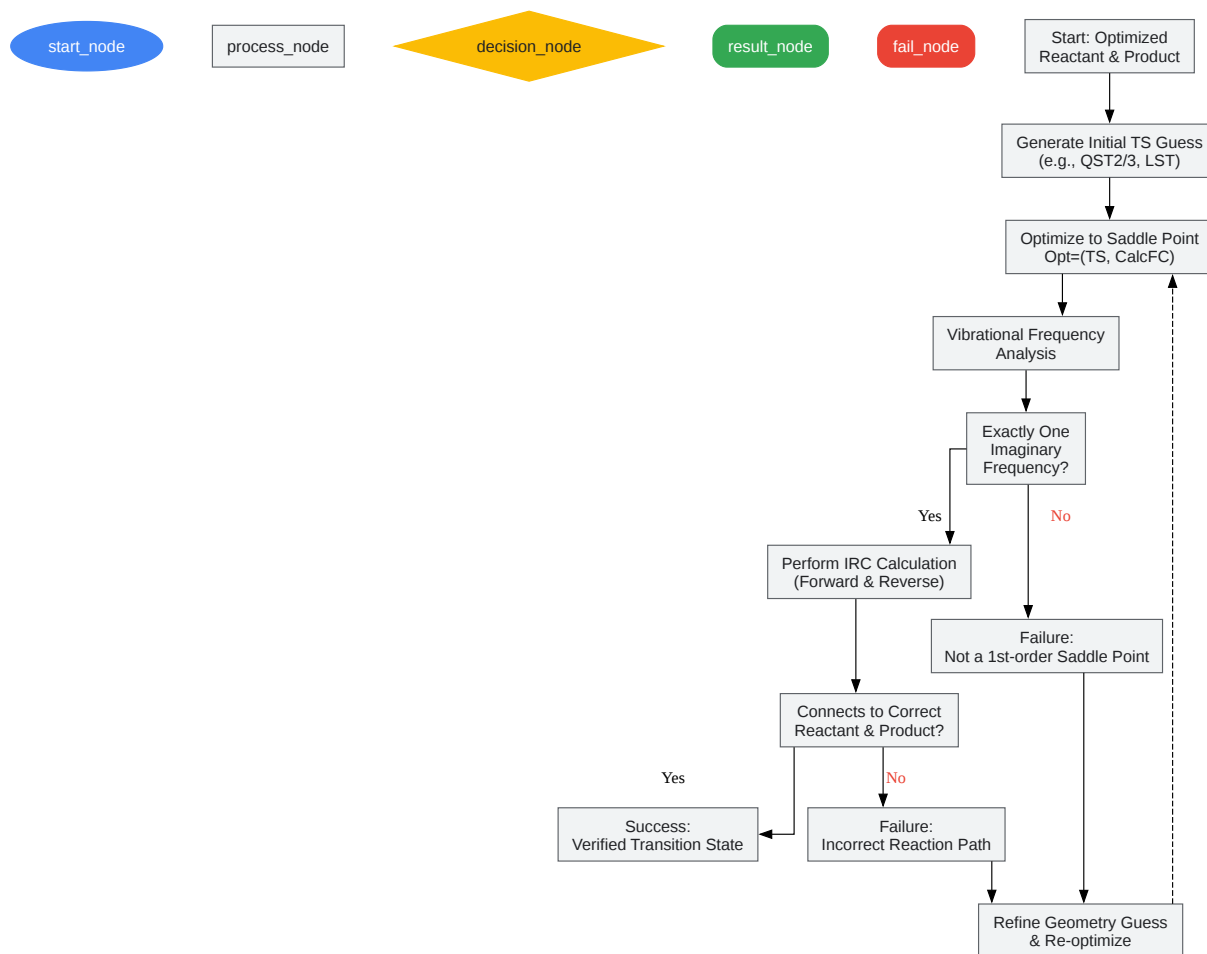 start_node
process_node
decision_node
result_node
fail_node
Start: Optimized
Reactant & Product
Generate Initial TS Guess
(e.g., QST2/3, LST)
Optimize to Saddle Point
Opt=(TS, CalcFC)
Vibrational Frequency
Analysis
Exactly One
Imaginary
Frequency?
Yes
No
Perform IRC Calculation
(Forward & Reverse)
Failure:
Not a 1st-order Saddle Point
Connects to Correct
Reactant & Product?
Yes
No
Success:
Verified Transition State
Failure:
Incorrect Reaction Path
Refine Geometry Guess
& Re-optimize